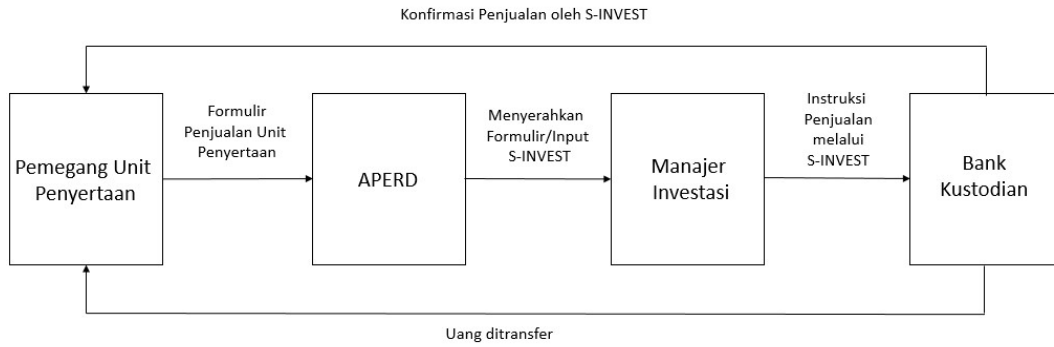 Konfirmasi Penjualan oleh S-INVEST
Formulir
Penjualan Unit
Penyertaan
Menyerahkan
Formulir/Input
S-INVEST
Instruksi
Penjualan
melalui
S-INVEST
Pemegang Unit
Penyertaan
APERD
Manajer
Investasi
Bank
Kustodian
Uang ditransfer